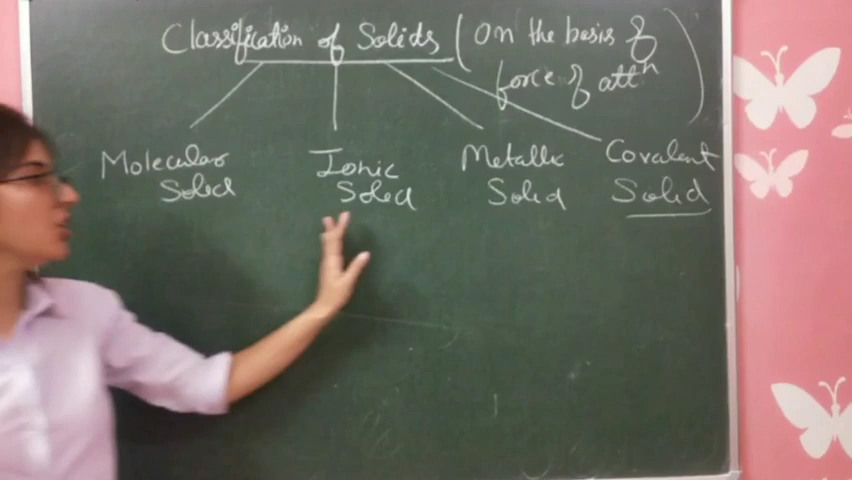 Classification of Solids (on the basis of
force of attn)
Molecular Solid
Ionic Solid
Metallic Solid
Covalent Solid